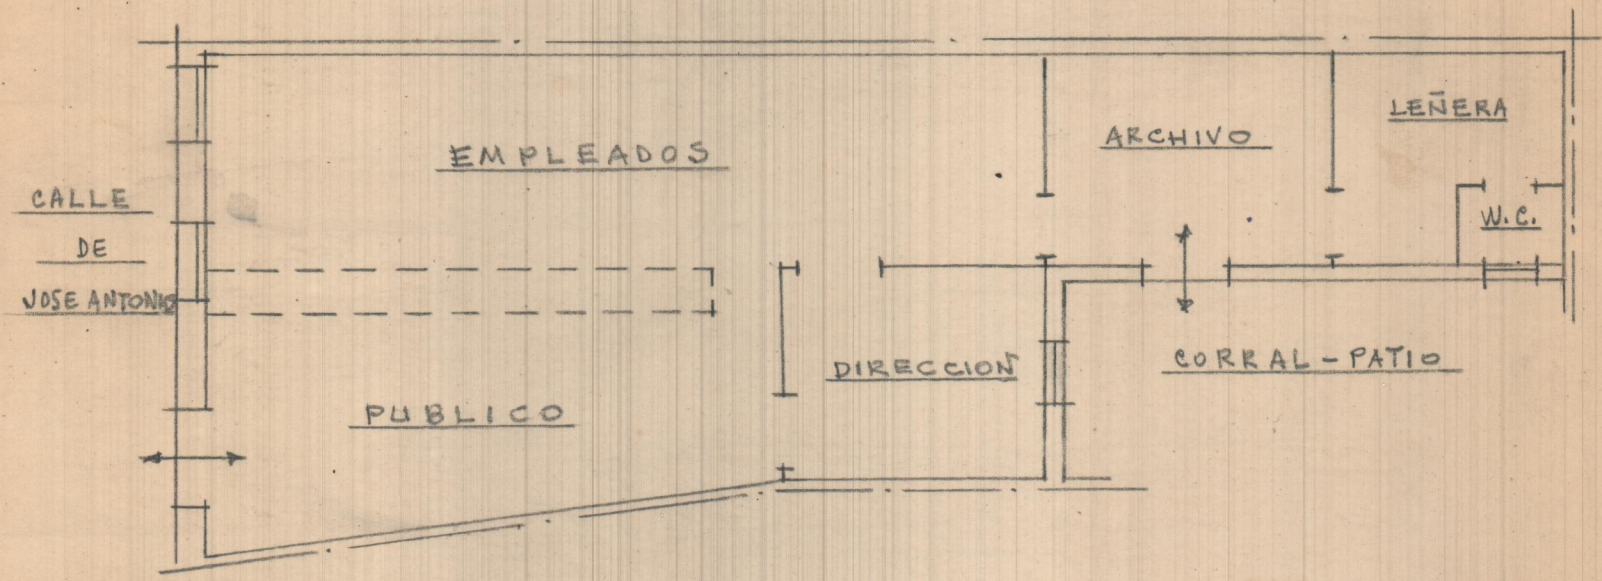 EMPLEADOS
ARCHIVO
LEÑERA
W.C.
CALLE
DE
JOSE ANTONIO
PUBLICO
DIRECCION
CORRAL-PATIO